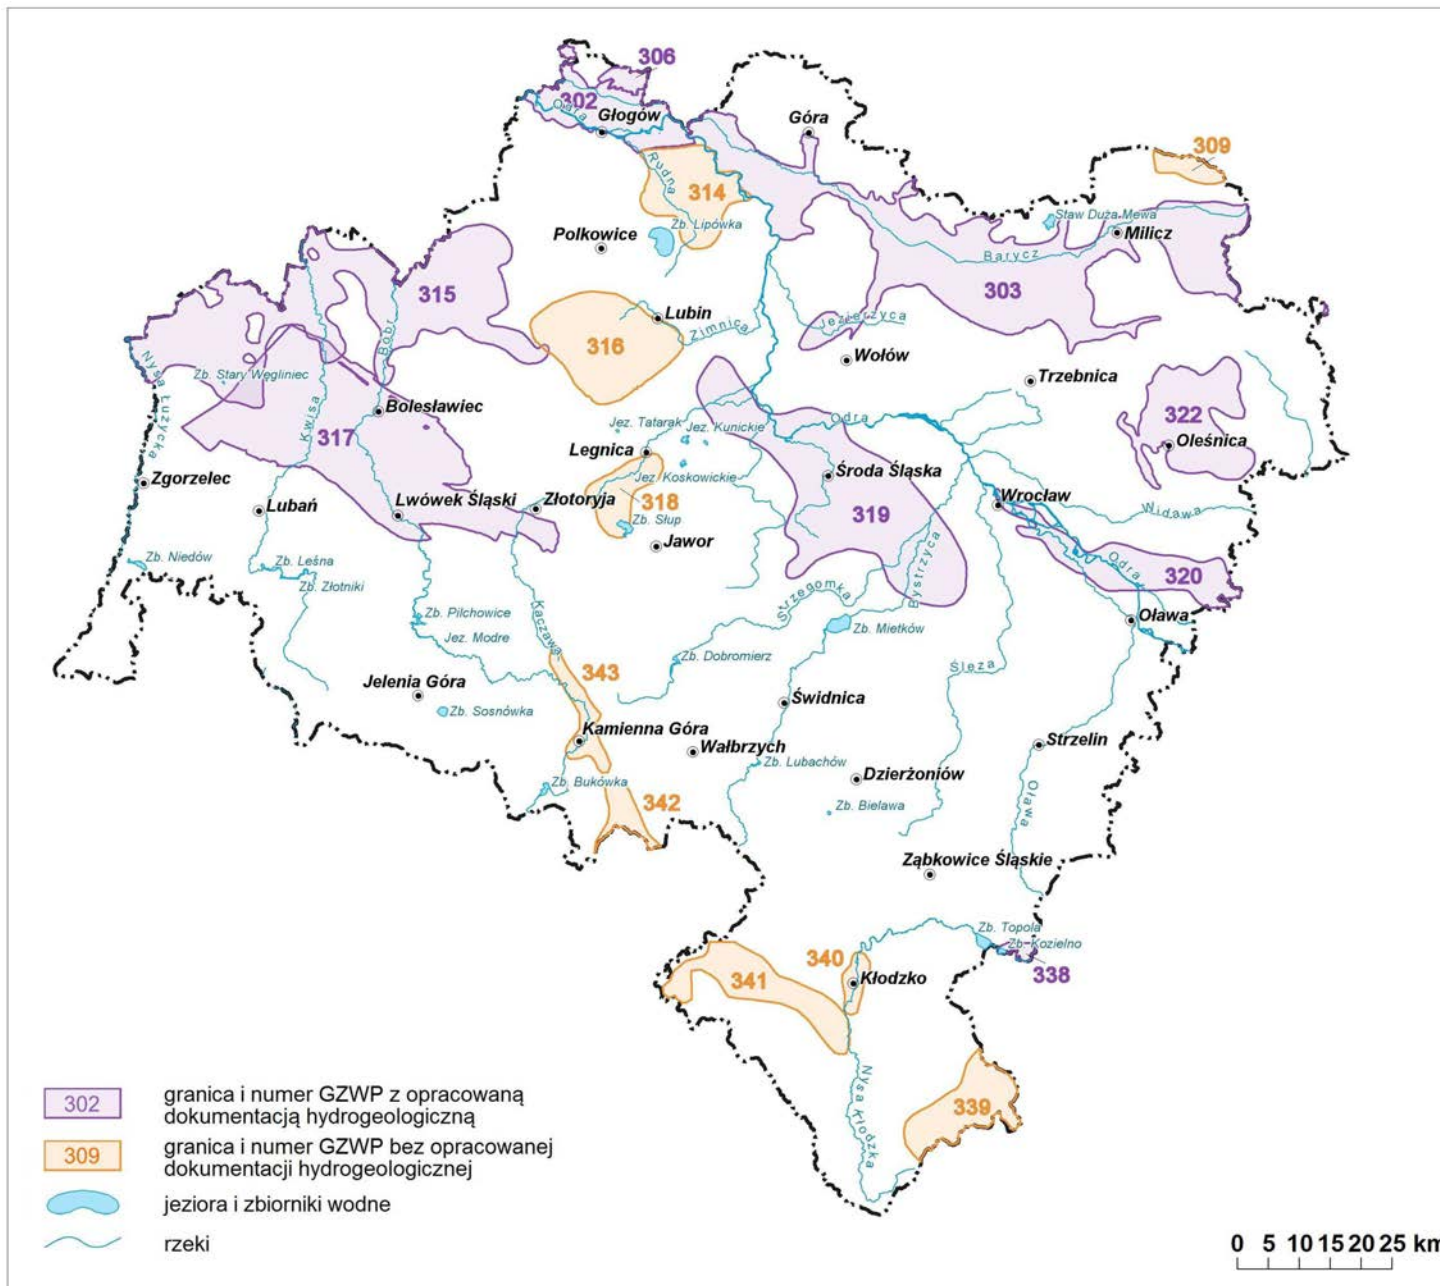 306
302
Odra
Głogów
Góra
309
Rudna
314
Staw Duża Mewa
Milicz
Polkowice
Zb. Lipówka
Barycz
315
303
Lubin
Zimnica
Jezierzyca
Bóbr
316
Wołów
Nysa Łużycka
Zb. Stary Węgliniec
Trzebnica
Kwisa
Bolesławiec
322
317
Jez. Tatarak
Jez. Kunickie
Odra
Oleśnica
Legnica
Zgorzelec
Jez. Koskowickie
Środa Śląska
Lubań
Lwówek Śląski
Złotoryja
318
Wrocław
Widawa
Zb. Słup
319
Jawor
Zb. Niedów
Zb. Leśna
Odra
320
Zb. Złotniki
Bystrzyca
Strzegomka
Zb. Pilchowice
Kaczawa
Oława
Zb. Mietków
Jez. Modre
Zb. Dobromierz
Ślęza
343
Jelenia Góra
Świdnica
Zb. Sosnówka
Kamienna Góra
Wałbrzych
Strzelin
Zb. Lubachów
Dzierżoniów
Zb. Bukówka
342
Zb. Bielawa
Oława
Ząbkowice Śląskie
Zb. Topola
Zb. Kozielno
340
338
341
Kłodzko
Nysa Kłodzka
339
302
granica i numer GZWP z opracowaną
dokumentacją hydrogeologiczną
309
granica i numer GZWP bez opracowanej
dokumentacji hydrogeologicznej
jeziora i zbiorniki wodne
rzeki
0 5 10 15 20 25 km